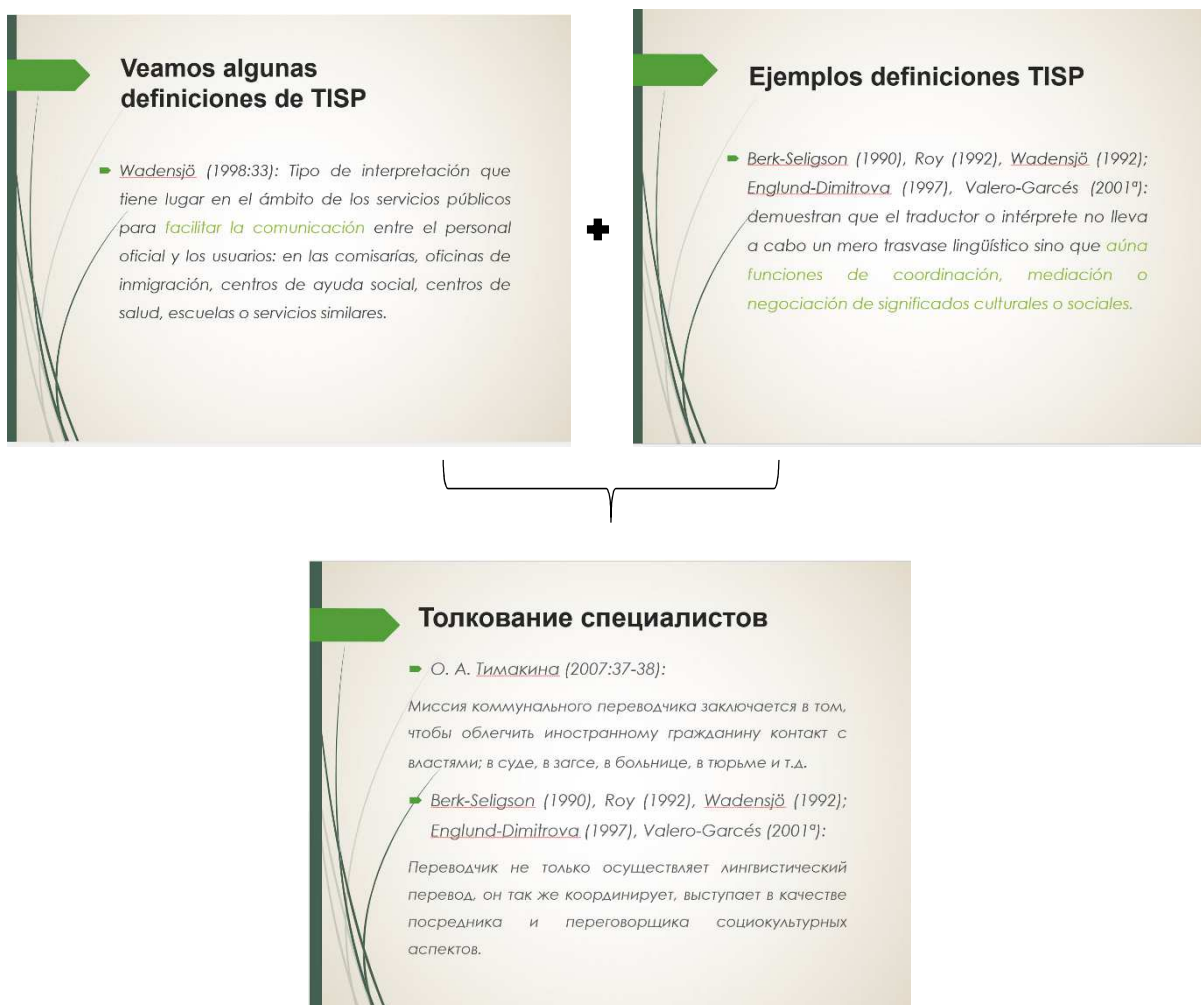 Veamos algunas
definiciones de TISP
Wadensjö (1998:33): Tipo de interpretación que
tiene lugar en el ámbito de los servicios públicos
para facilitar la comunicación entre el personal
oficial y los usuarios: en las comisarías, oficinas de
inmigración, centros de ayuda social, centros de
salud, escuelas o servicios similares.
Ejemplos definiciones TISP
Berk-Seligson (1990), Roy (1992), Wadensjö (1992);
Englund-Dimitrova (1997), Valero-Garcés (2001ª):
demuestran que el traductor o intérprete no lleva
a cabo un mero trasvase lingüístico sino que aúna
funciones de coordinación, mediación o
negociación de significados culturales o sociales.
Толкование специалистов
О. А. Тимакина (2007:37-38):
Миссия коммунального переводчика заключается в том,
чтобы облегчить иностранному гражданину контакт с
властями; в суде, в загсе, в больнице, в тюрьме и т.д.
Berk-Seligson (1990), Roy (1992), Wadensjö (1992);
Englund-Dimitrova (1997), Valero-Garcés (2001ª):
Переводчик не только осуществляет лингвистический
перевод, он так же координирует, выступает в качестве
посредника и переговорщика социокультурных
аспектов.